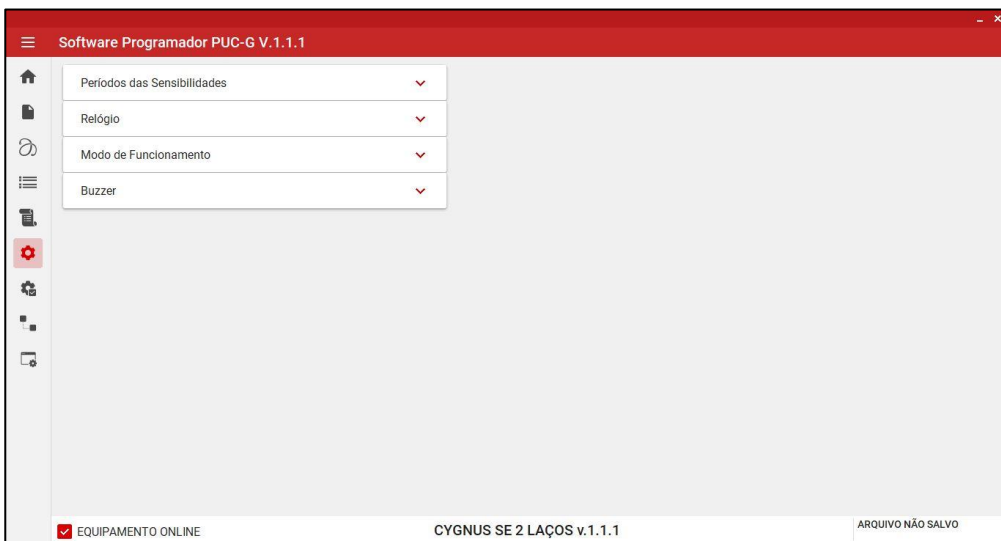 Software Programador PUC-G V.1.1.1
Períodos das Sensibilidades
Relógio
Modo de Funcionamento
Buzzer
EQUIPAMENTO ONLINE
CYGNUS SE 2 LAÇOS v.1.1.1
ARQUIVO NÃO SALVO